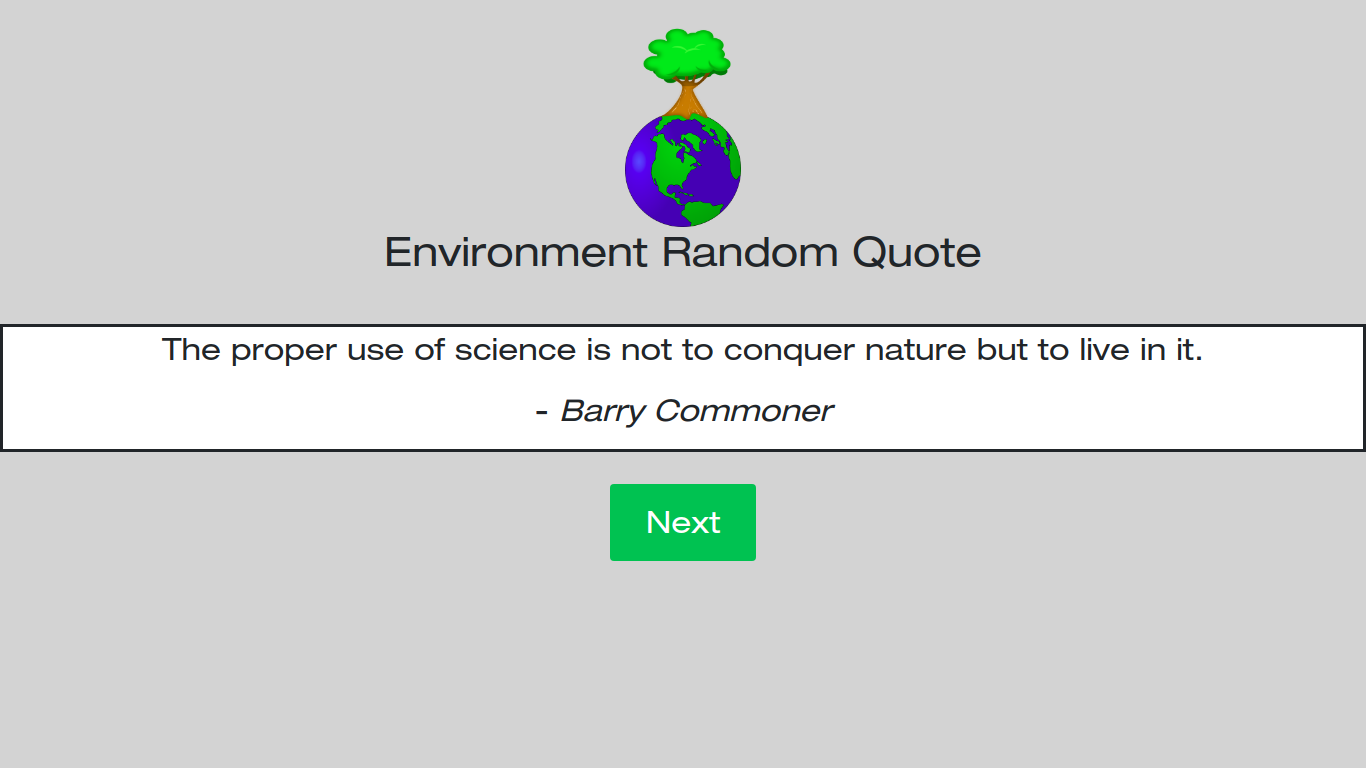 Environment Random Quote
The proper use of science is not to conquer nature but to live in it.
- Barry Commoner
Next